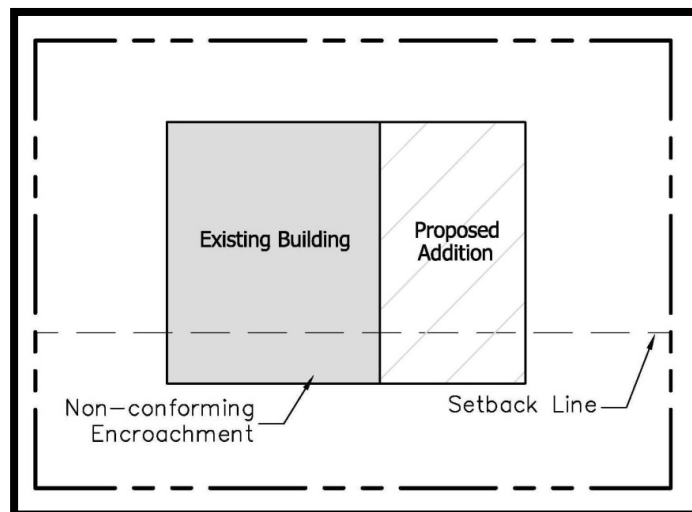 Existing Building
Proposed
Addition
Non-conforming
Encroachment
Setback Line